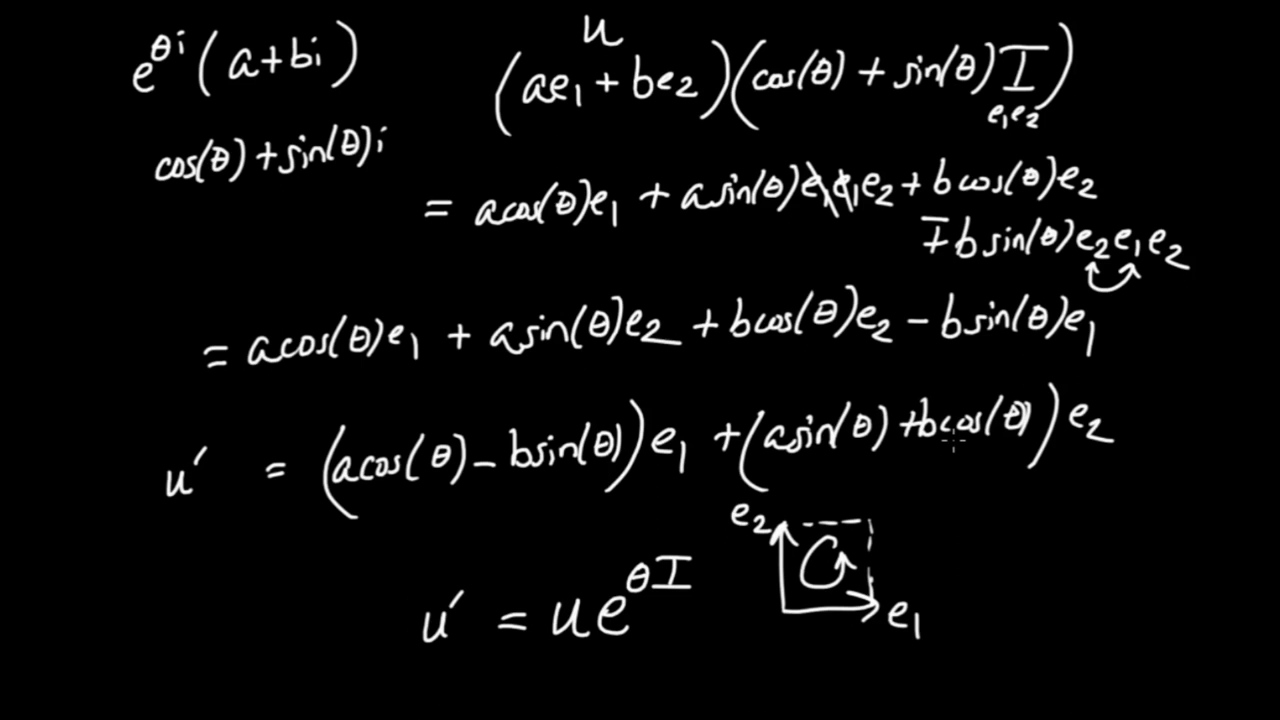 e^{θi}(a+bi)
u
(ae₁ + be₂)(cos(θ) + sin(θ)I)
e₁e₂
cos(θ) + sin(θ)i
= acos(θ)e₁ + asin(θ)e₁e₁e₂ + bcos(θ)e₂
+ bsin(θ)e₂e₁e₂
= acos(θ)e₁ + asin(θ)e₂ + bcos(θ)e₂ − bsin(θ)e₁
u′ = (acos(θ) − bsin(θ))e₁ + (asin(θ) + bcos(θ))e₂
e₂
e₁
u′ = ue^{θI}